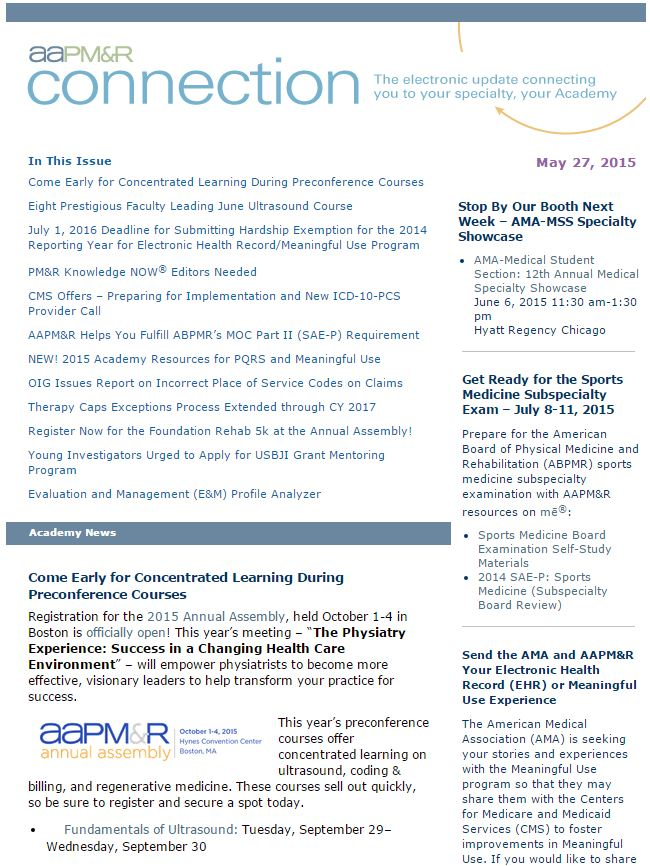 aaPM&R
connection
The electronic update connecting
you to your specialty, your Academy
In This Issue
Come Early for Concentrated Learning During Preconference Courses
Eight Prestigious Faculty Leading June Ultrasound Course
July 1, 2016 Deadline for Submitting Hardship Exemption for the 2014
Reporting Year for Electronic Health Record/Meaningful Use Program
PM&R Knowledge NOW® Editors Needed
CMS Offers – Preparing for Implementation and New ICD-10-PCS
Provider Call
AAPM&R Helps You Fulfill ABPMR's MOC Part II (SAE-P) Requirement
NEW! 2015 Academy Resources for PQRS and Meaningful Use
OIG Issues Report on Incorrect Place of Service Codes on Claims
Therapy Caps Exceptions Process Extended through CY 2017
Register Now for the Foundation Rehab 5k at the Annual Assembly!
Young Investigators Urged to Apply for USBJI Grant Mentoring
Program
Evaluation and Management (E&M) Profile Analyzer
Academy News
Come Early for Concentrated Learning During
Preconference Courses
Registration for the 2015 Annual Assembly, held October 1-4 in
Boston is officially open! This year's meeting – "The Physiatry
Experience: Success in a Changing Health Care
Environment" – will empower physiatrists to become more
effective, visionary leaders to help transform your practice for
success.
aaPM&R
annual assembly
October 1-4, 2015
Hynes Convention Center
Boston, MA
This year's preconference
courses offer
concentrated learning on
ultrasound, coding &
billing, and regenerative medicine. These courses sell out quickly,
so be sure to register and secure a spot today.
• Fundamentals of Ultrasound: Tuesday, September 29–
Wednesday, September 30
May 27, 2015
Stop By Our Booth Next
Week – AMA-MSS Specialty
Showcase
• AMA-Medical Student
Section: 12th Annual Medical
Specialty Showcase
June 6, 2015 11:30 am-1:30
pm
Hyatt Regency Chicago
Get Ready for the Sports
Medicine Subspecialty
Exam – July 8-11, 2015
Prepare for the American
Board of Physical Medicine and
Rehabilitation (ABPMR) sports
medicine subspecialty
examination with AAPM&R
resources on mē®:
• Sports Medicine Board
Examination Self-Study
Materials
• 2014 SAE-P: Sports
Medicine (Subspecialty
Board Review)
Send the AMA and AAPM&R
Your Electronic Health
Record (EHR) or Meaningful
Use Experience
The American Medical
Association (AMA) is seeking
your stories and experiences
with the Meaningful Use
program so that they may
share them with the Centers
for Medicare and Medicaid
Services (CMS) to foster
improvements in Meaningful
Use. If you would like to share